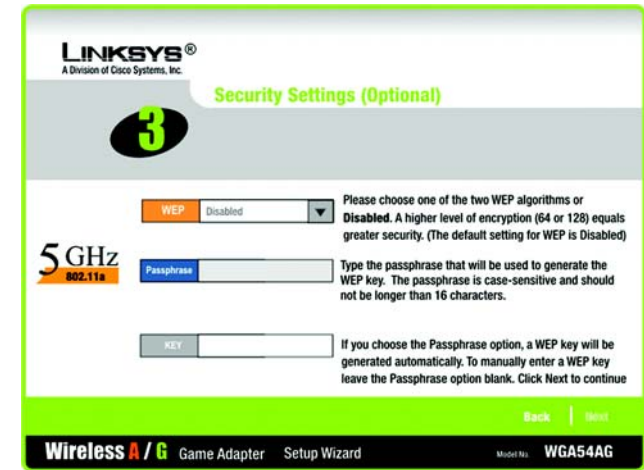 LINKSYS®
A Division of Cisco Systems, Inc.
Security Settings (Optional)
3
WEP
Disabled
Please choose one of the two WEP algorithms or
Disabled. A higher level of encryption (64 or 128) equals
greater security. (The default setting for WEP is Disabled)
5 GHz
802.11a
Passphrase
Type the passphrase that will be used to generate the
WEP key. The passphrase is case-sensitive and should
not be longer than 16 characters.
KEY
If you choose the Passphrase option, a WEP key will be
generated automatically. To manually enter a WEP key
leave the Passphrase option blank. Click Next to continue
Back | Next
Wireless A / G Game Adapter Setup Wizard Model No. WGA54AG